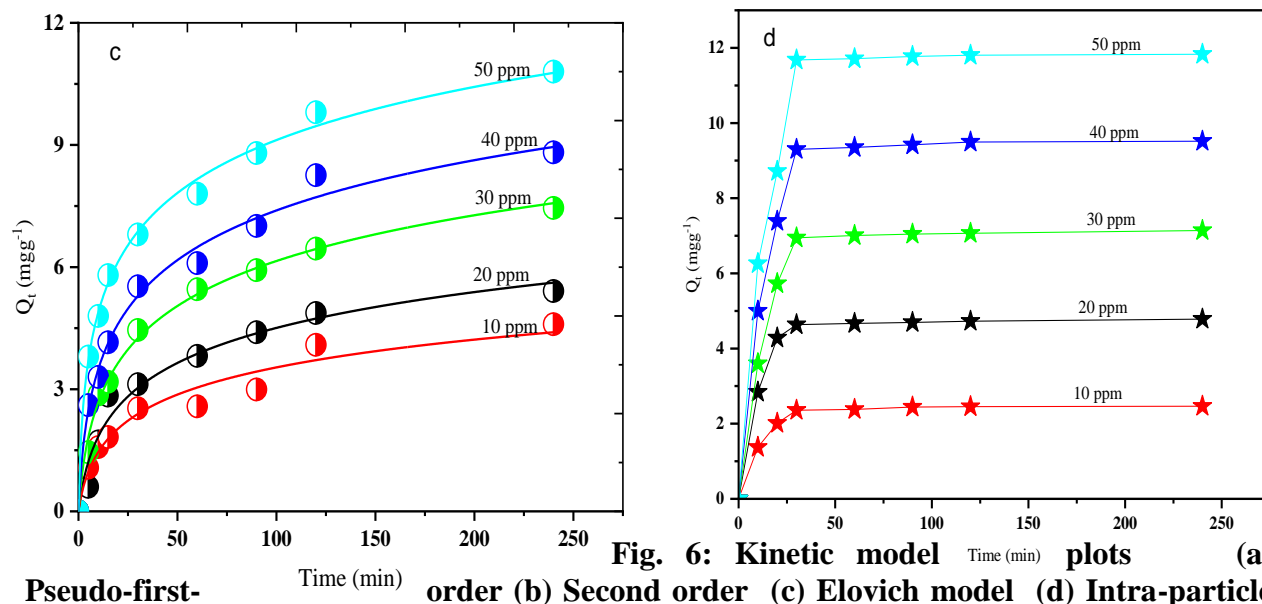 c
50 ppm
40 ppm
30 ppm
20 ppm
10 ppm
12
9
6
3
0
Qt (mgg-1)
0 50 100 150 200 250
Time (min)
d
50 ppm
40 ppm
30 ppm
20 ppm
10 ppm
12
10
8
6
4
2
0
Qt (mgg-1)
0 50 100 150 200 250
Time (min)
Fig. 6: Kinetic model plots (a
Pseudo-first- order (b) Second order (c) Elovich model (d) Intra-particle